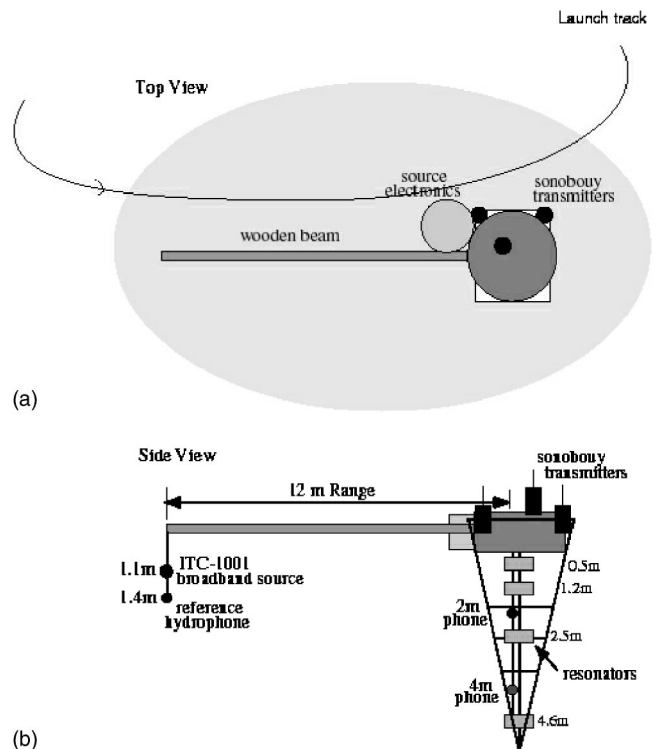 Launch track
Top View
source
electronics
sonobouy
transmitters
wooden beam
(a)
Side View
sonobouy
transmitters
12 m Range
1.1m
ITC-1001
broadband source
1.4m
reference
hydrophone
0.5m
1.2m
2m
phone
2.5m
resonators
4m
phone
4.6m
(b)